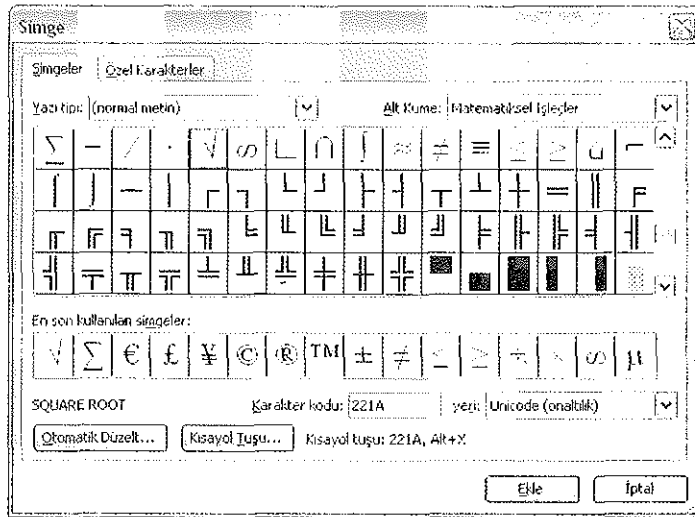 Simge
Simgeler Özel Karakterler
Yazı tipi: (normal metin) Alt Küme: Matematiksel İşleçler
∑ − ∕ ∙ √ ∞ ∟ ∩ ∫ ≈ ≠ ≡ ≤ ≥ ⌂ ⌐
⌠ ⌡ ─ │ ┌ ┐ └ ┘ ├ ┤ ┬ ┴ ┼ ═ ║ ╒
╓ ╔ ╕ ╖ ╗ ╘ ╙ ╚ ╛ ╜ ╝ ╞ ╟ ╠ ╡ ╢
╣ ╤ ╥ ╦ ╧ ╨ ╩ ╪ ╫ ╬ ▀ ▄ █ ▌ ▐ ░
En son kullanılan simgeler:
√ ∑ € £ ¥ © ® ™ ± ≠ ≤ ≥ ÷ × ∞ µ
SQUARE ROOT Karakter kodu: 221A yeri: Unicode (onaltılık)
Otomatik Düzelt... Kısayol Tuşu... Kısayol tuşu: 221A, Alt+X
Ekle İptal